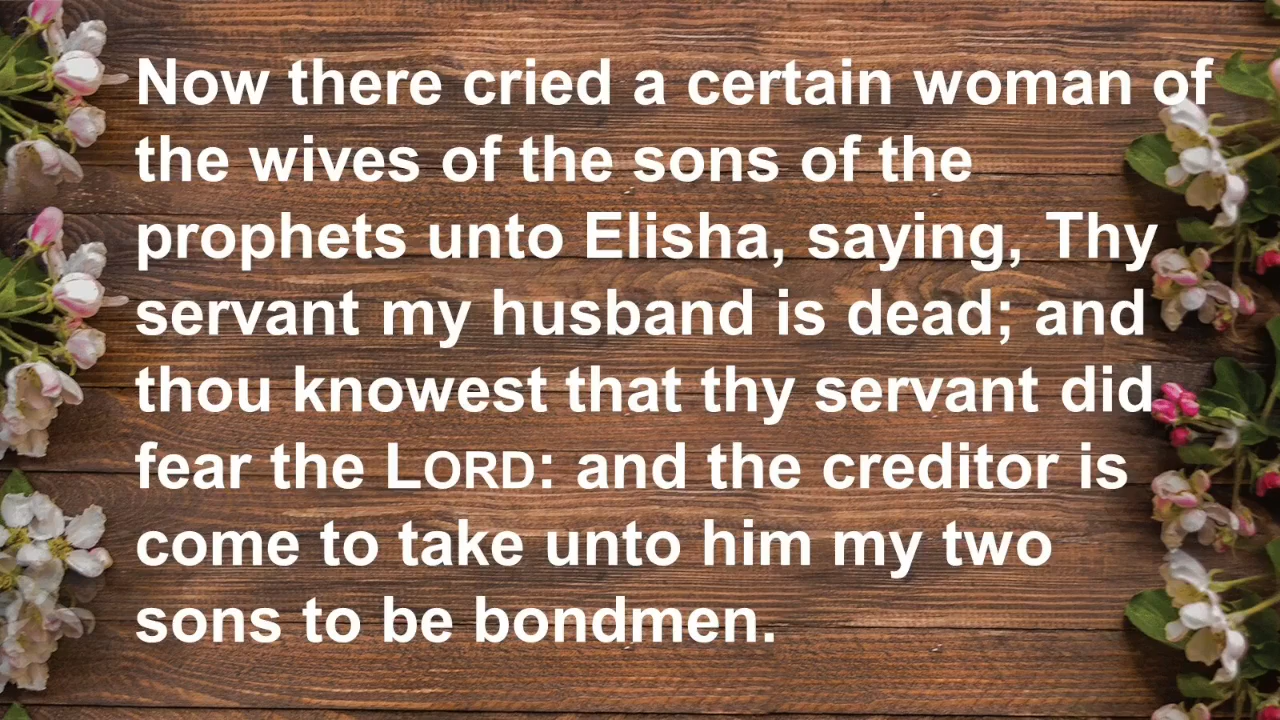 Now there cried a certain woman of
the wives of the sons of the
prophets unto Elisha, saying, Thy
servant my husband is dead; and
thou knowest that thy servant did
fear the LORD: and the creditor is
come to take unto him my two
sons to be bondmen.